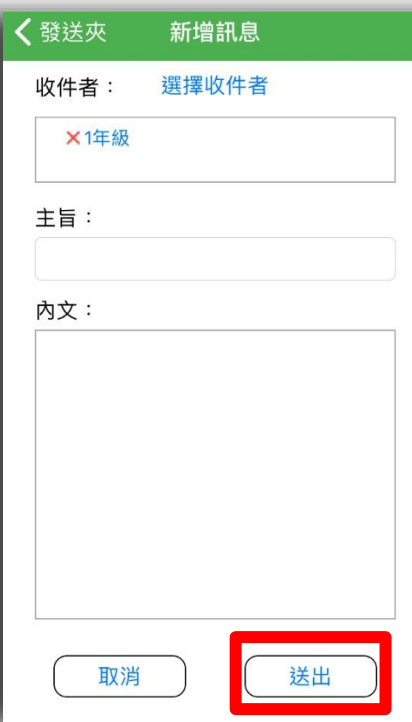 發送夾 新增訊息
收件者： 選擇收件者
×1年級
主旨：
內文：
取消 送出